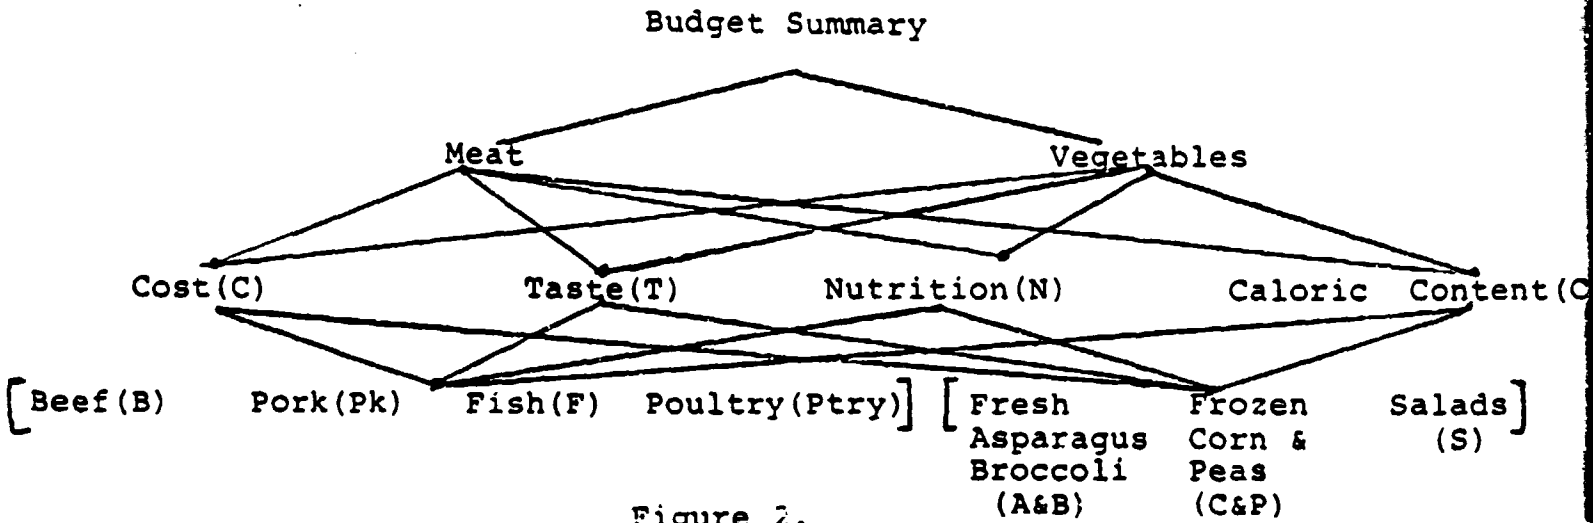 Budget Summary
Meat Vegetables
Cost(C) Taste(T) Nutrition(N) Caloric Content(C
[Beef(B) Pork(Pk) Fish(F) Poultry(Ptry)] [Fresh Frozen Salads]
Asparagus Corn & (S)
Broccoli Peas
(A&B) (C&P)
Figure 2.